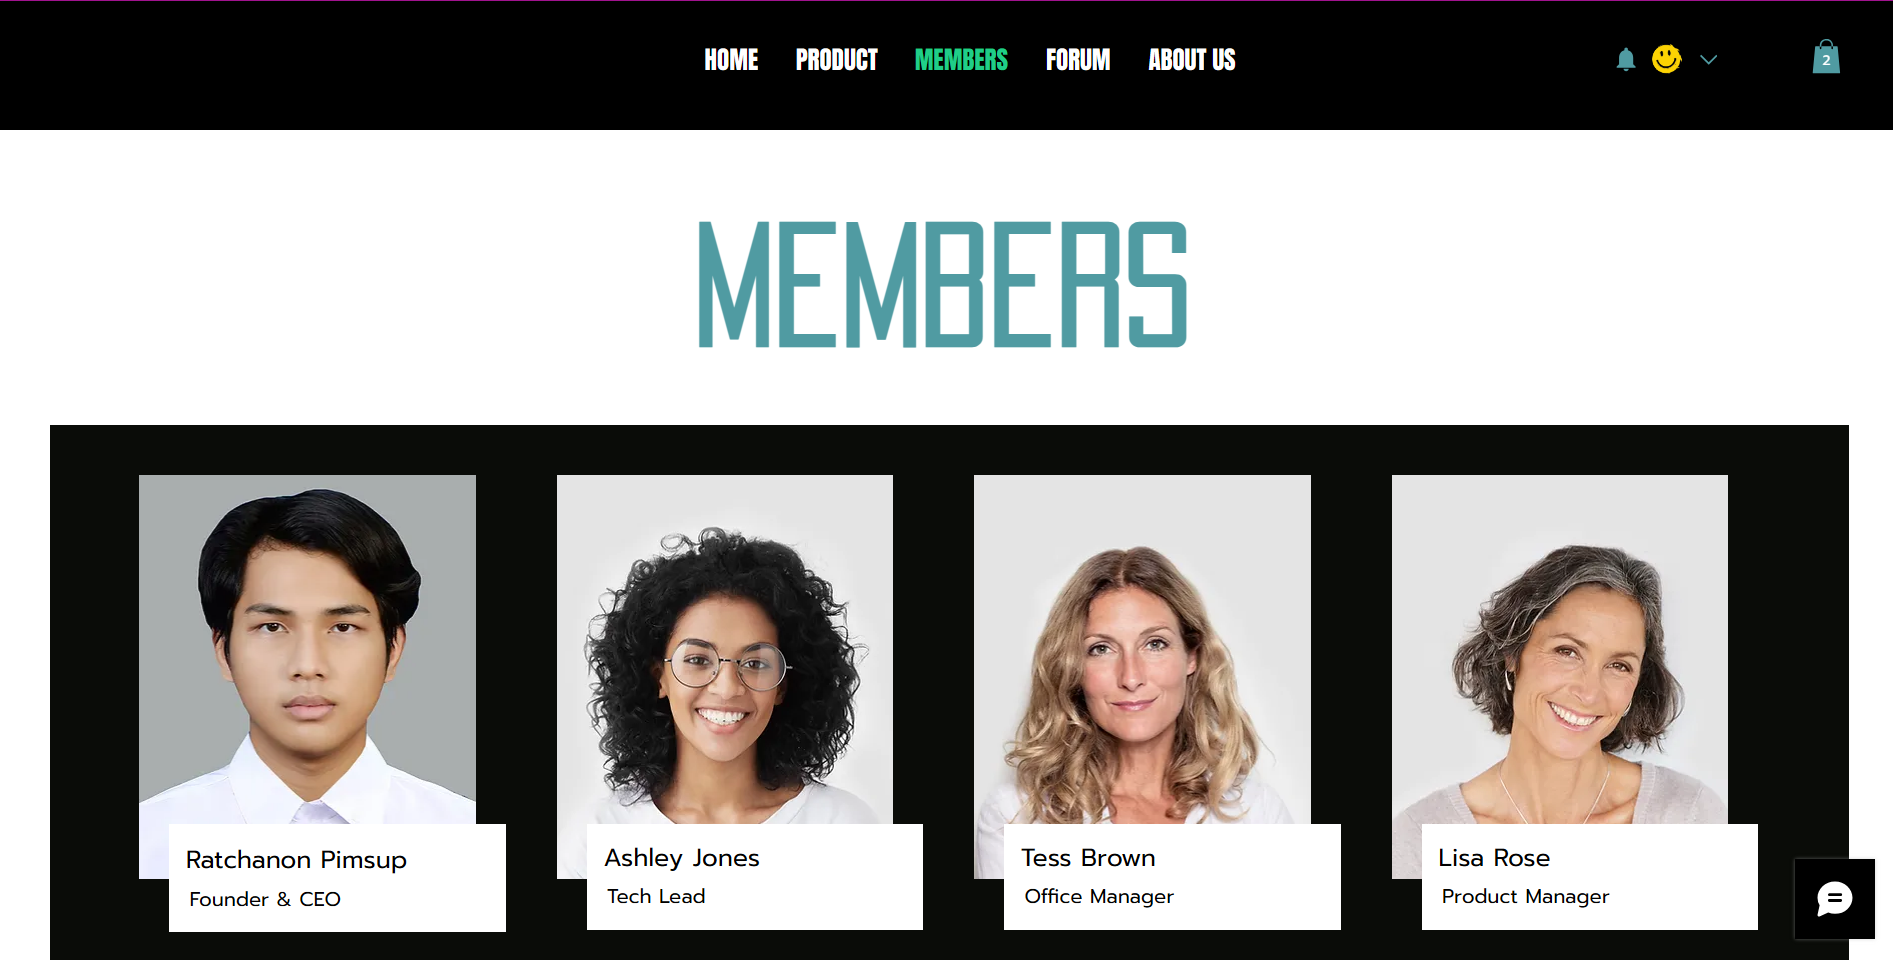 HOME PRODUCT MEMBERS FORUM ABOUT US 2
MEMBERS
Ratchanon Pimsup
Founder & CEO
Ashley Jones
Tech Lead
Tess Brown
Office Manager
Lisa Rose
Product Manager